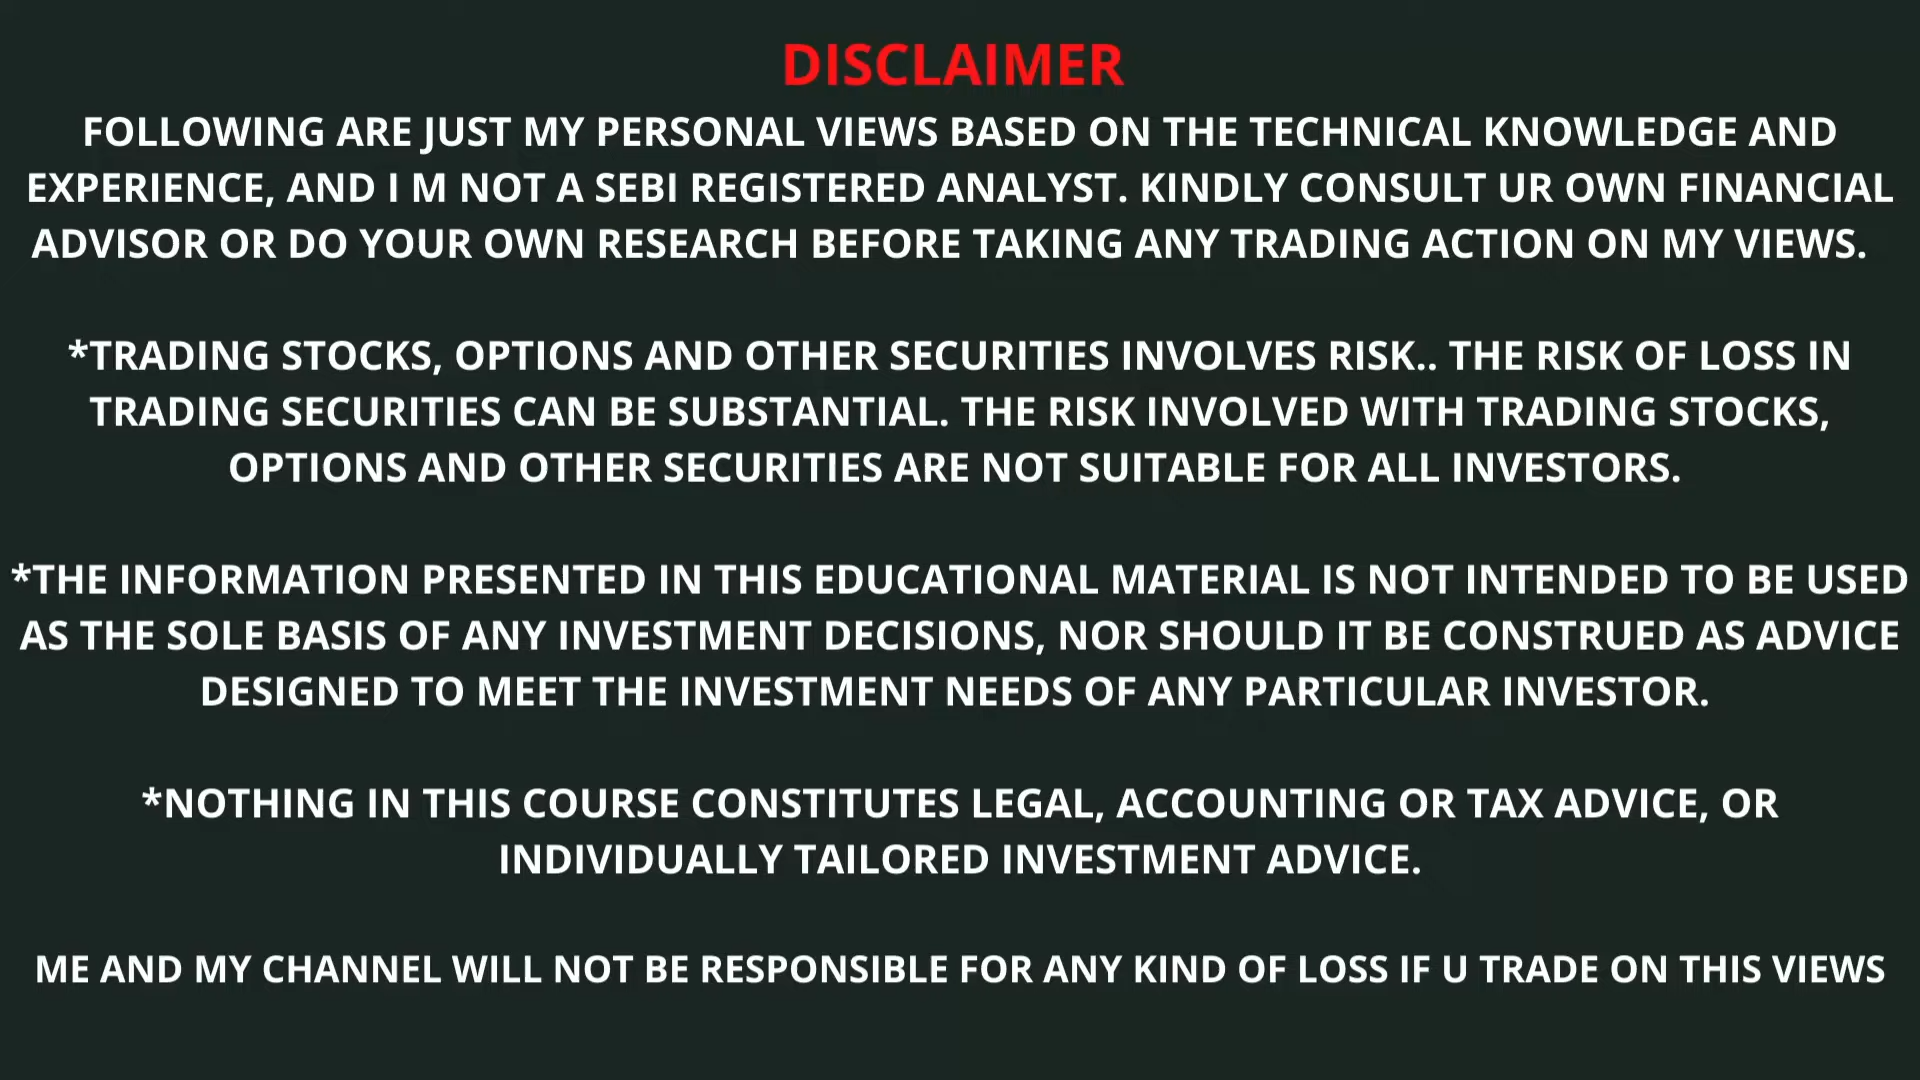 DISCLAIMER
FOLLOWING ARE JUST MY PERSONAL VIEWS BASED ON THE TECHNICAL KNOWLEDGE AND
EXPERIENCE, AND I M NOT A SEBI REGISTERED ANALYST. KINDLY CONSULT UR OWN FINANCIAL
ADVISOR OR DO YOUR OWN RESEARCH BEFORE TAKING ANY TRADING ACTION ON MY VIEWS.
*TRADING STOCKS, OPTIONS AND OTHER SECURITIES INVOLVES RISK.. THE RISK OF LOSS IN
TRADING SECURITIES CAN BE SUBSTANTIAL. THE RISK INVOLVED WITH TRADING STOCKS,
OPTIONS AND OTHER SECURITIES ARE NOT SUITABLE FOR ALL INVESTORS.
*THE INFORMATION PRESENTED IN THIS EDUCATIONAL MATERIAL IS NOT INTENDED TO BE USED
AS THE SOLE BASIS OF ANY INVESTMENT DECISIONS, NOR SHOULD IT BE CONSTRUED AS ADVICE
DESIGNED TO MEET THE INVESTMENT NEEDS OF ANY PARTICULAR INVESTOR.
*NOTHING IN THIS COURSE CONSTITUTES LEGAL, ACCOUNTING OR TAX ADVICE, OR
INDIVIDUALLY TAILORED INVESTMENT ADVICE.
ME AND MY CHANNEL WILL NOT BE RESPONSIBLE FOR ANY KIND OF LOSS IF U TRADE ON THIS VIEWS